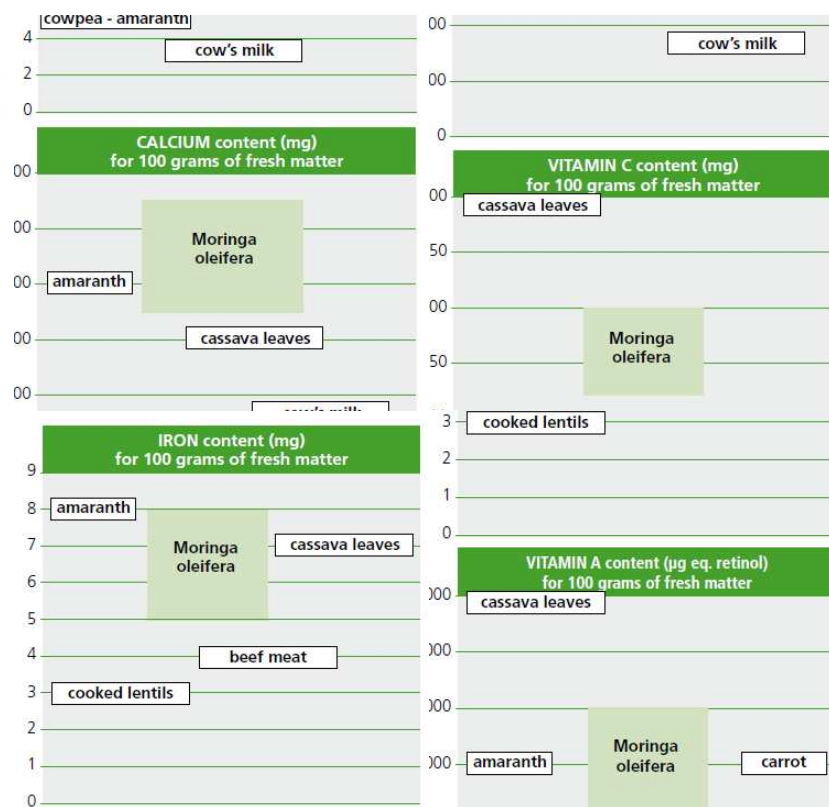 cowpea - amaranth
4
cow's milk
2
0
CALCIUM content (mg)
for 100 grams of fresh matter
00
00
Moringa
oleifera
00
amaranth
00
cassava leaves
00
IRON content (mg)
for 100 grams of fresh matter
9
8
amaranth
7
Moringa
oleifera
cassava leaves
6
5
4
beef meat
3
cooked lentils
2
1
0
00
cow's milk
00
0
VITAMIN C content (mg)
for 100 grams of fresh matter
00
cassava leaves
50
00
Moringa
oleifera
50
3
cooked lentils
2
1
0
VITAMIN A content (µg eq. retinol)
for 100 grams of fresh matter
000
cassava leaves
000
000
Moringa
oleifera
000
amaranth
carrot